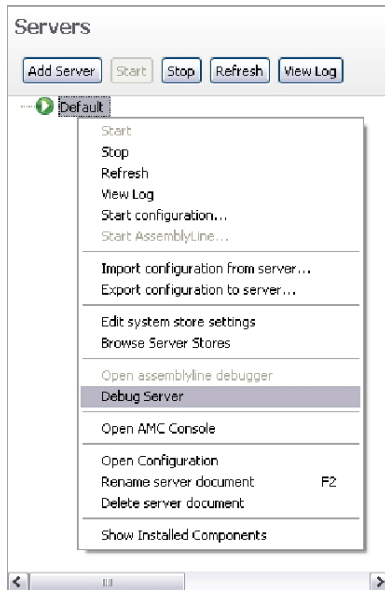 Servers
Add Server Start Stop Refresh View Log
Default
Start
Stop
Refresh
View Log
Start configuration...
Start AssemblyLine...
Import configuration from server...
Export configuration to server...
Edit system store settings
Browse Server Stores
Open assemblyline debugger
Debug Server
Open AMC Console
Open Configuration
Rename server document F2
Delete server document
Show Installed Components